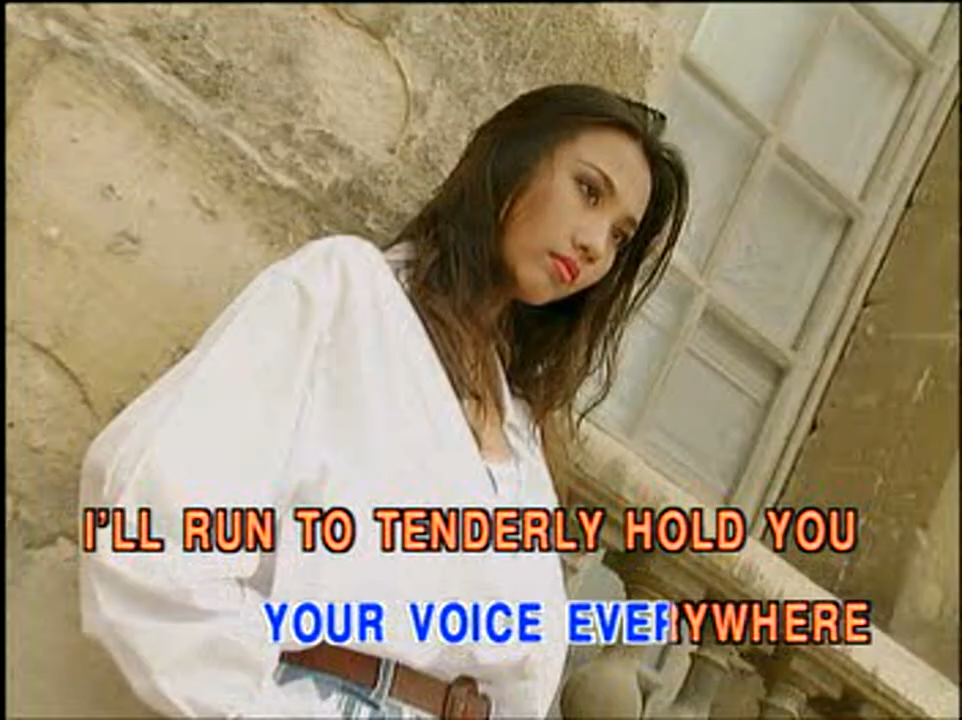 I'LL RUN TO TENDERLY HOLD YOU
YOUR VOICE EVERYWHERE